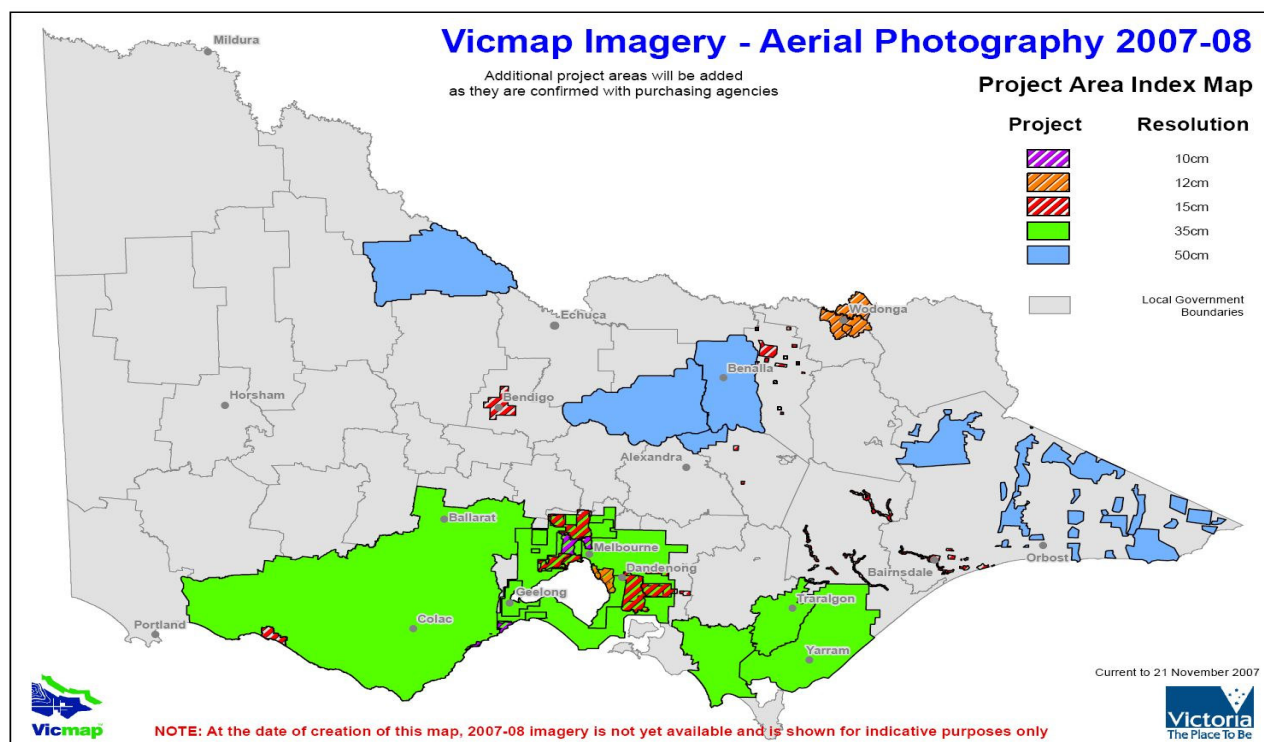 Vicmap Imagery - Aerial Photography 2007-08
Additional project areas will be added
as they are confirmed with purchasing agencies
Project Area Index Map
Project Resolution
10cm
12cm
15cm
35cm
50cm
Local Government
Boundaries
Mildura
Echuca
Wodonga
Benalla
Horsham
Bendigo
Alexandra
Ballarat
Melbourne
Dandenong
Geelong
Bairnsdale
Orbost
Traralgon
Portland
Colac
Yarram
Current to 21 November 2007
Vicmap
NOTE: At the date of creation of this map, 2007-08 imagery is not yet available and is shown for indicative purposes only
Victoria
The Place To Be